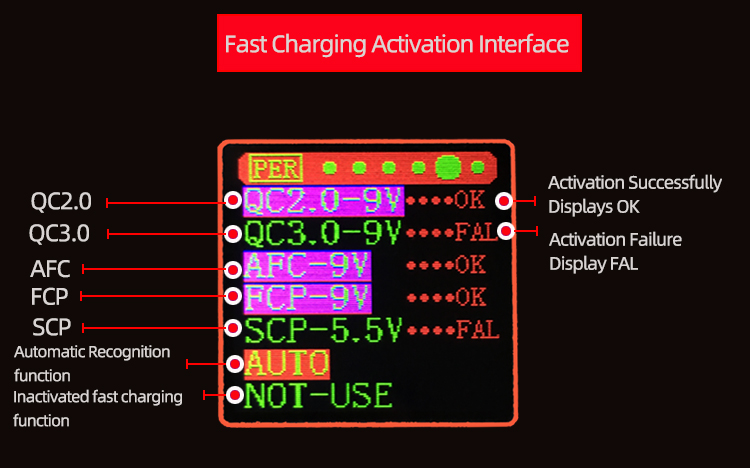 Fast Charging Activation Interface
PER
QC2.0 QC2.0-9V ····OK Activation Successfully
Displays OK
QC3.0 QC3.0-9V ····FAL Activation Failure
Display FAL
AFC AFC-9V ····OK
FCP FCP-9V ····OK
SCP SCP-5.5V ····FAL
Automatic Recognition
function
AUTO
Inactivated fast charging
function
NOT-USE